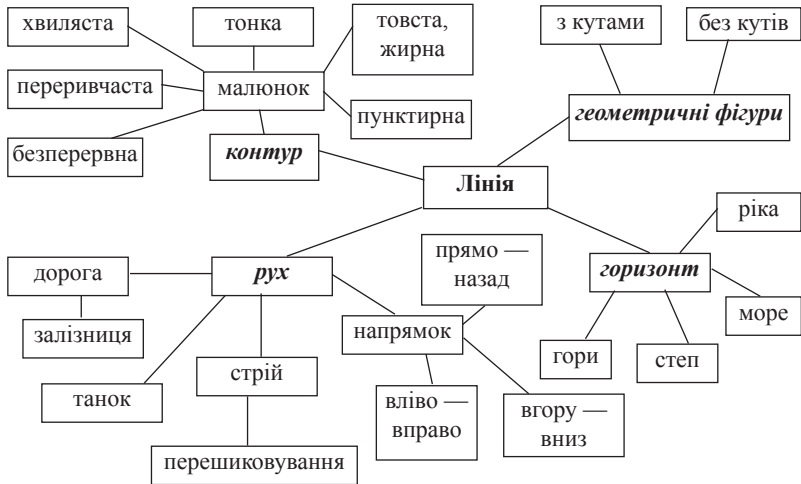 хвиляста
тонка
товста,
жирна
з кутами
без кутів
переривчаста
малюнок
пунктирна
геометричні фігури
безперервна
контур
Лінія
ріка
дорога
рух
прямо —
назад
горизонт
залізниця
напрямок
море
гори
степ
танок
стрій
вліво —
вправо
вгору —
вниз
перешиковування